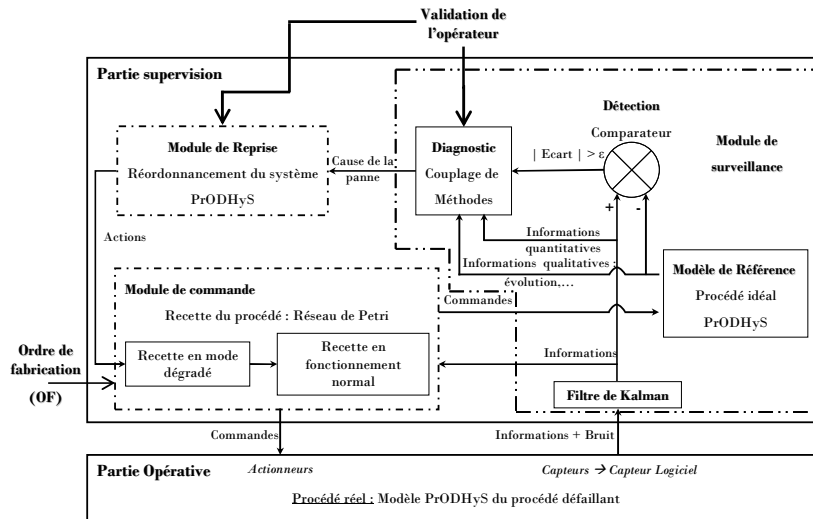 Validation de
l'opérateur
Partie supervision
Détection
Comparateur
Module de
surveillance
Module de Reprise
Réordonnancement du système
PrODHyS
Cause de la
panne
Diagnostic
Couplage de
Méthodes
| Ecart | > ε
+
-
Actions
Informations
quantitatives
Informations qualitatives :
évolution,...
Modèle de Référence
Procédé idéal
PrODHyS
Module de commande
Commandes
Recette du procédé : Réseau de Petri
Ordre de
fabrication
(OF)
Recette en mode
dégradé
Recette en
fonctionnement
normal
Informations
Filtre de Kalman
Commandes
Informations + Bruit
Partie Opérative
Actionneurs
Capteurs → Capteur Logiciel
Procédé réel : Modèle PrODHyS du procédé défaillant